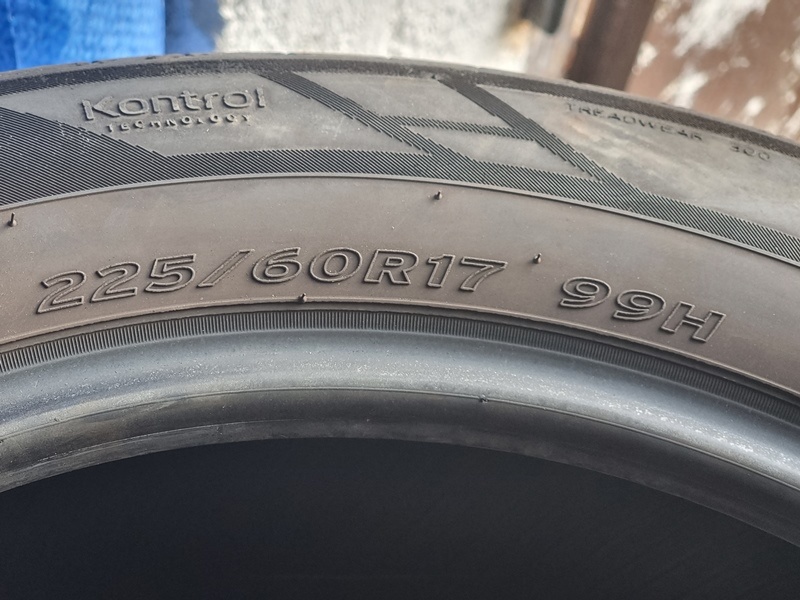 Kontrol
TECHNOLOGY
TREADWEAR 320
225/60R17 99H